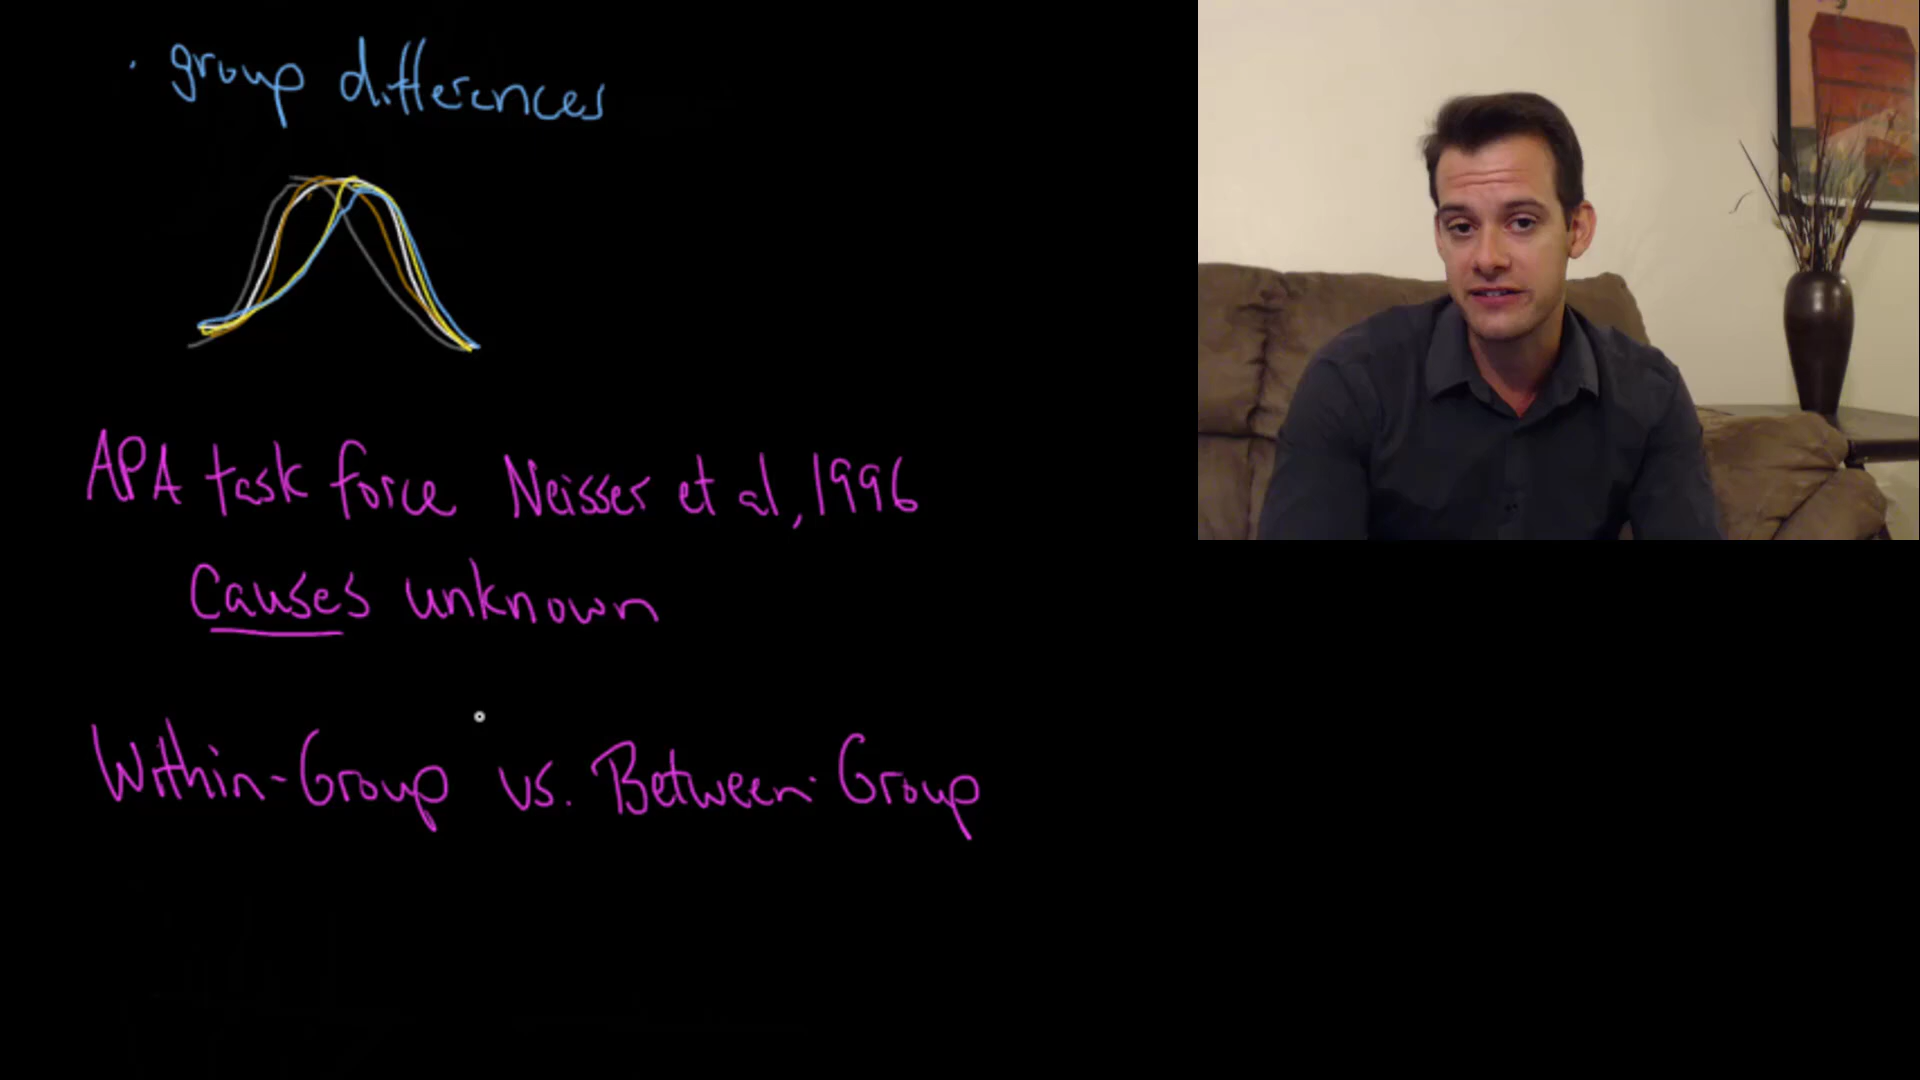 · group differences
APA task force Neisser et al, 1996
Causes unknown
Within-Group vs. Between-Group